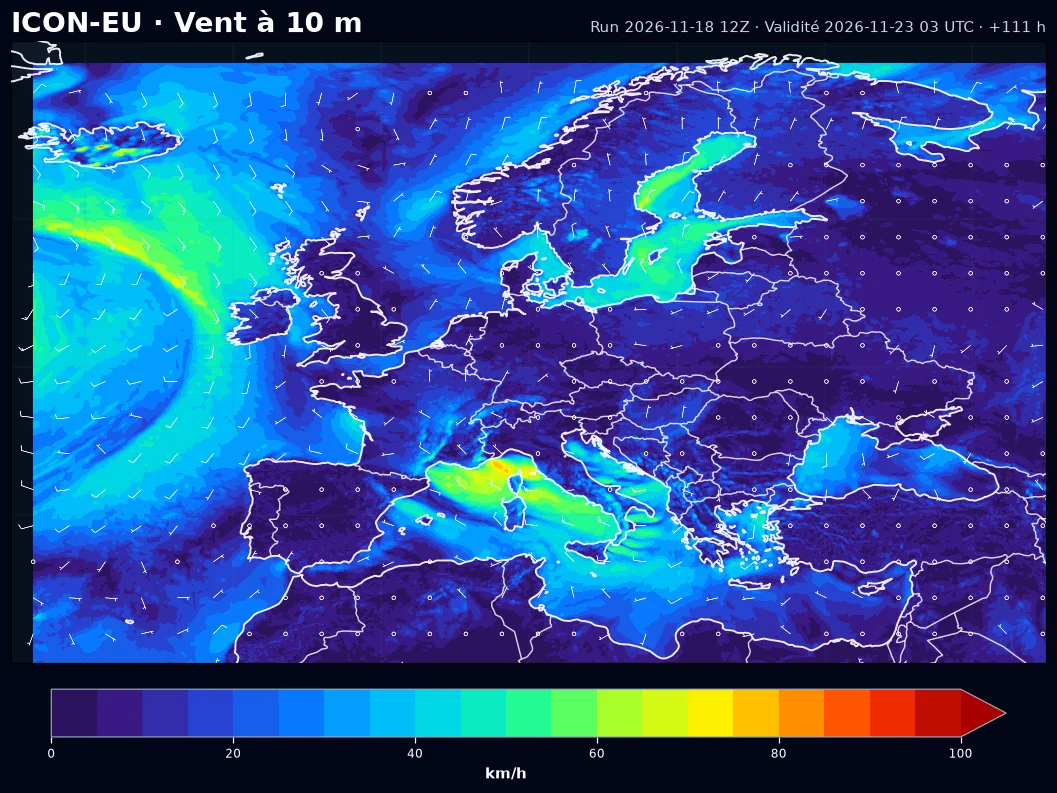 ICON-EU · Vent à 10 m
Run 2026-11-18 12Z · Validité 2026-11-23 03 UTC · +111 h
0 20 40 60 80 100
km/h